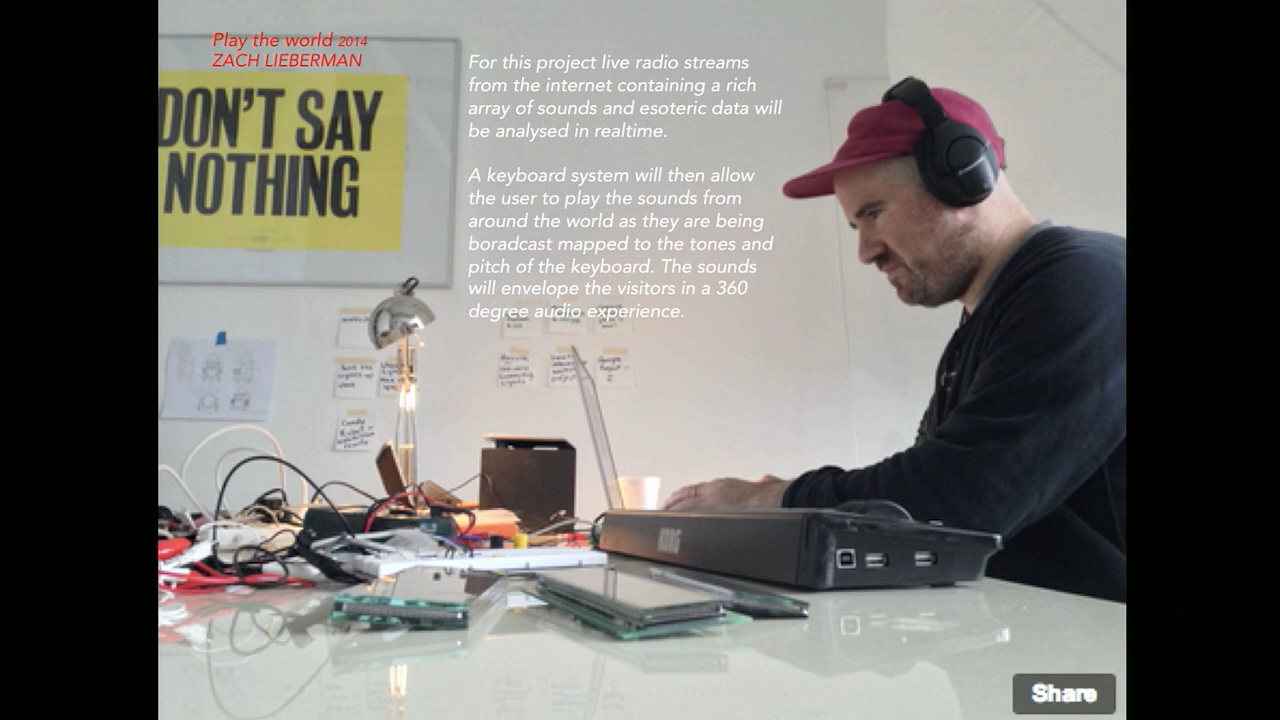 Play the world 2014
ZACH LIEBERMAN
For this project live radio streams
from the internet containing a rich
array of sounds and esoteric data will
be analysed in realtime.
A keyboard system will then allow
the user to play the sounds from
around the world as they are being
boradcast mapped to the tones and
pitch of the keyboard. The sounds
will envelope the visitors in a 360
degree audio experience.
DON'T SAY
NOTHING
KORG
Share